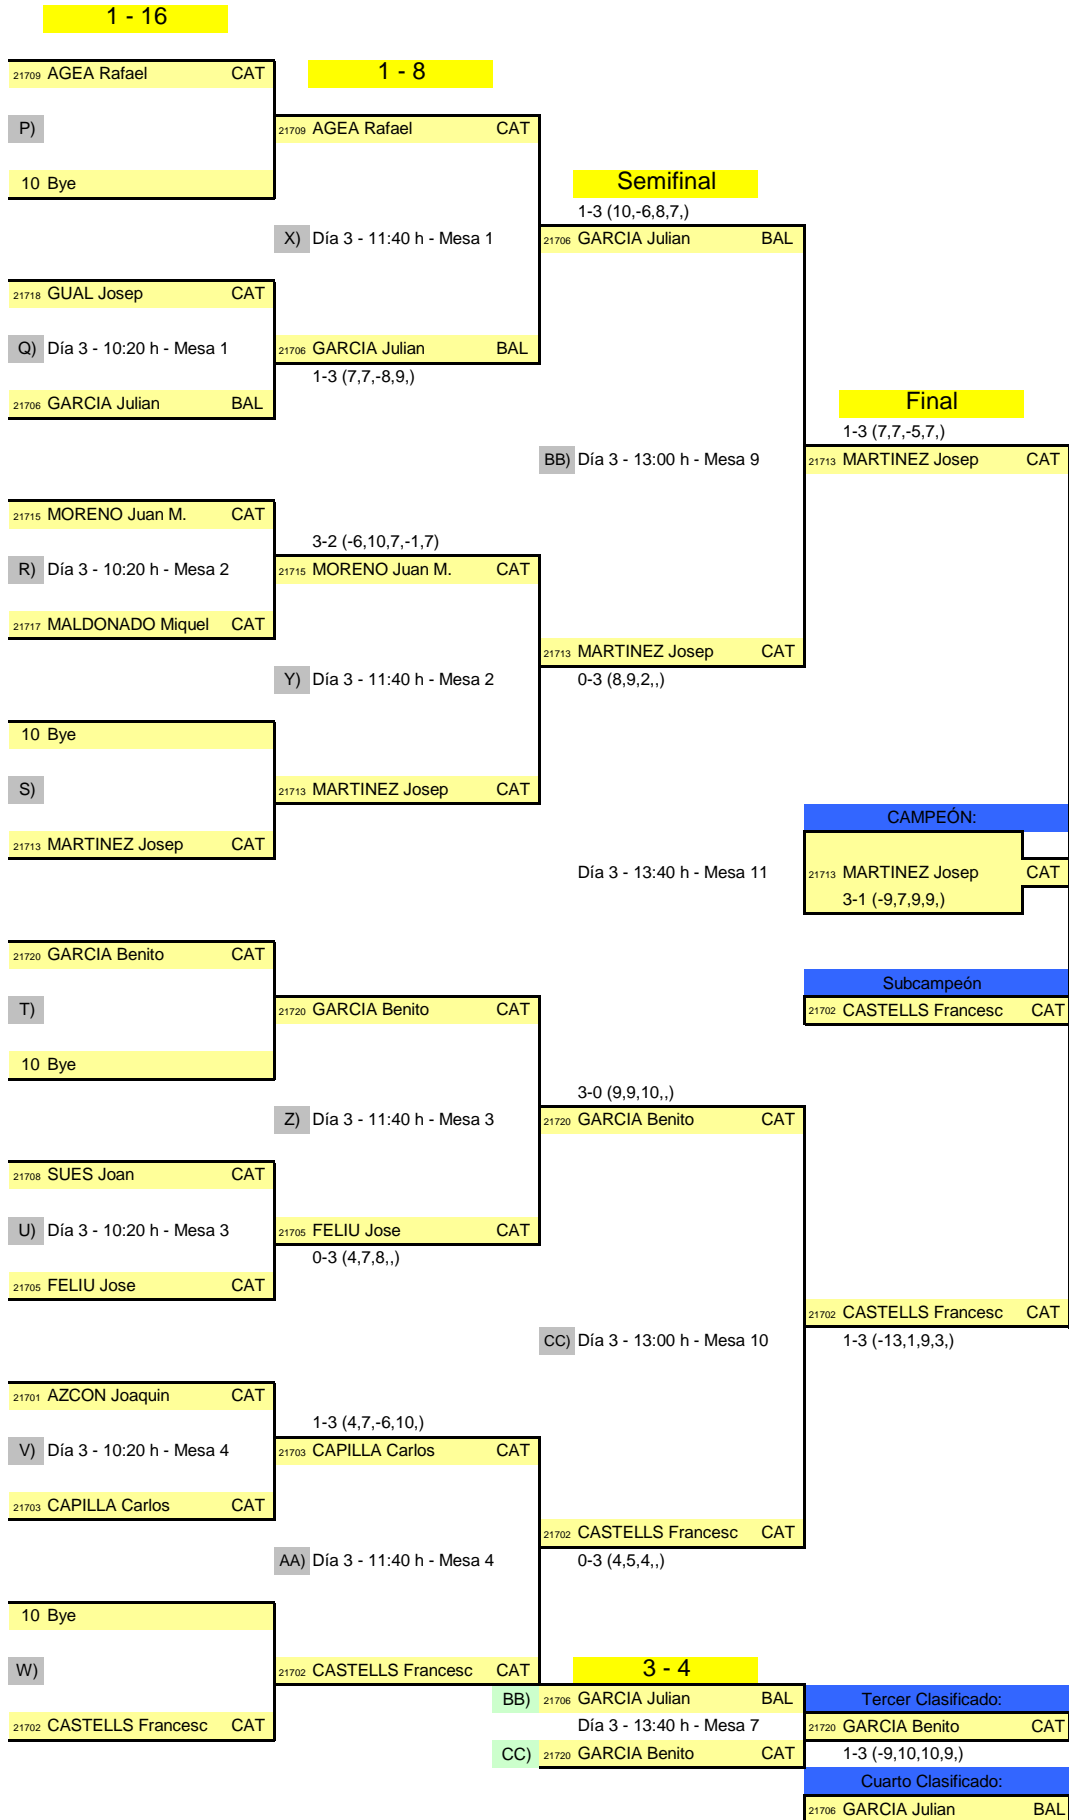 1 - 16
21709 AGEA Rafael CAT
1 - 8
P)
21709 AGEA Rafael CAT
10 Bye
Semifinal
1-3 (10,-6,8,7,)
X) Día 3 - 11:40 h - Mesa 1
21706 GARCIA Julian BAL
21718 GUAL Josep CAT
Q) Día 3 - 10:20 h - Mesa 1
21706 GARCIA Julian BAL
1-3 (7,7,-8,9,)
21706 GARCIA Julian BAL
Final
1-3 (7,7,-5,7,)
BB) Día 3 - 13:00 h - Mesa 9
21713 MARTINEZ Josep CAT
21715 MORENO Juan M. CAT
3-2 (-6,10,7,-1,7)
R) Día 3 - 10:20 h - Mesa 2
21715 MORENO Juan M. CAT
21717 MALDONADO Miquel CAT
21713 MARTINEZ Josep CAT
Y) Día 3 - 11:40 h - Mesa 2
0-3 (8,9,2,,)
10 Bye
S)
21713 MARTINEZ Josep CAT
CAMPEÓN:
21713 MARTINEZ Josep CAT
Día 3 - 13:40 h - Mesa 11
21713 MARTINEZ Josep CAT
3-1 (-9,7,9,9,)
21720 GARCIA Benito CAT
Subcampeón
T)
21720 GARCIA Benito CAT
21702 CASTELLS Francesc CAT
10 Bye
3-0 (9,9,10,,)
Z) Día 3 - 11:40 h - Mesa 3
21720 GARCIA Benito CAT
21708 SUES Joan CAT
U) Día 3 - 10:20 h - Mesa 3
21705 FELIU Jose CAT
0-3 (4,7,8,,)
21705 FELIU Jose CAT
21702 CASTELLS Francesc CAT
CC) Día 3 - 13:00 h - Mesa 10
1-3 (-13,1,9,3,)
21701 AZCON Joaquin CAT
1-3 (4,7,-6,10,)
V) Día 3 - 10:20 h - Mesa 4
21703 CAPILLA Carlos CAT
21703 CAPILLA Carlos CAT
21702 CASTELLS Francesc CAT
AA) Día 3 - 11:40 h - Mesa 4
0-3 (4,5,4,,)
10 Bye
W)
21702 CASTELLS Francesc CAT
3 - 4
BB) 21706 GARCIA Julian BAL
Tercer Clasificado:
21702 CASTELLS Francesc CAT
Día 3 - 13:40 h - Mesa 7
21720 GARCIA Benito CAT
CC) 21720 GARCIA Benito CAT
1-3 (-9,10,10,9,)
Cuarto Clasificado:
21706 GARCIA Julian BAL